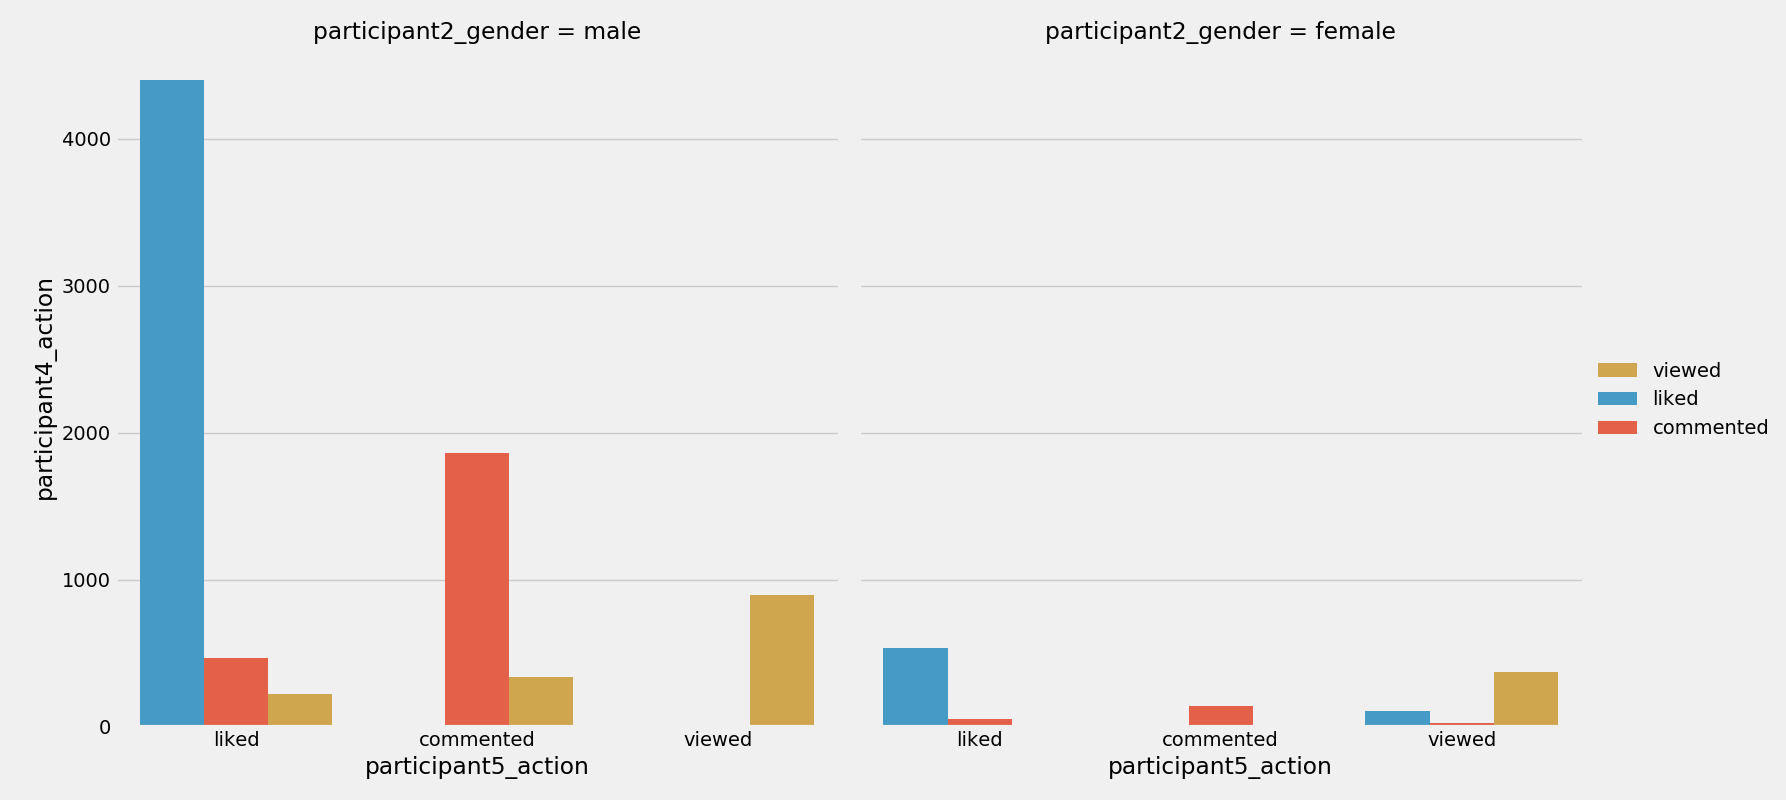 participant2_gender = male
participant2_gender = female
participant4_action
4000
3000
2000
1000
0
liked
commented
viewed
participant5_action
liked
commented
viewed
participant5_action
viewed
liked
commented